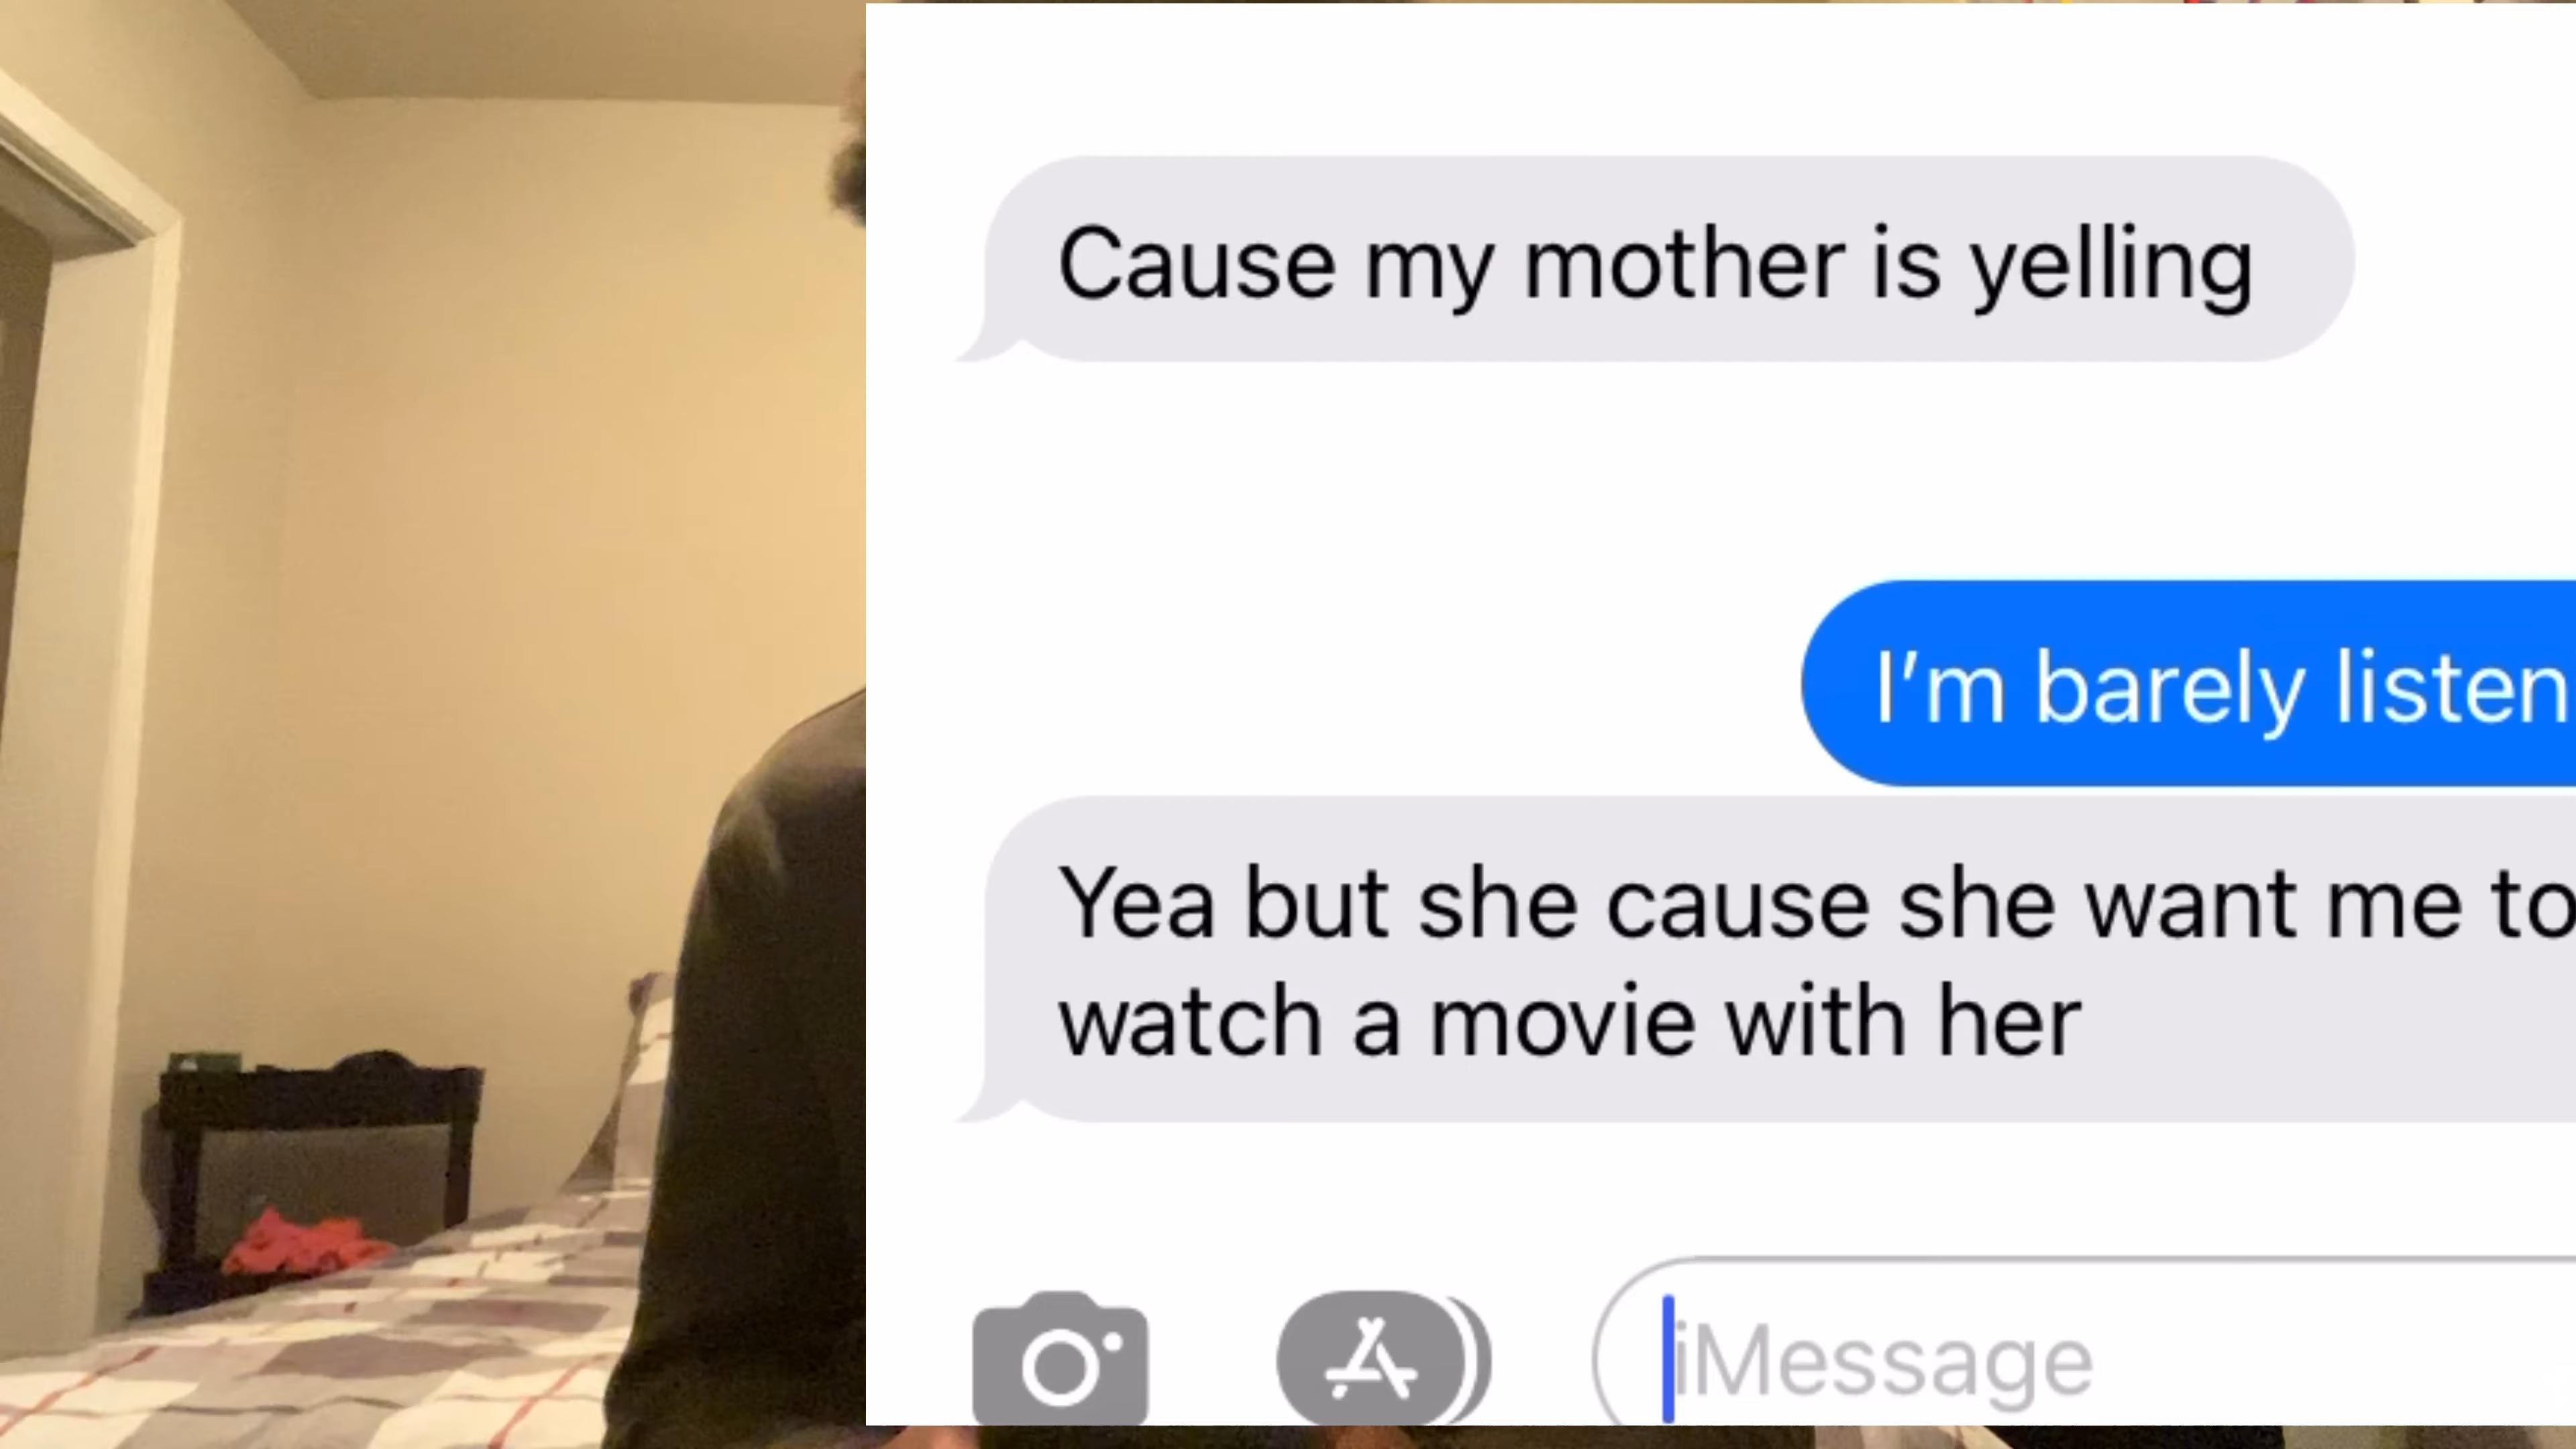 Cause my mother is yelling
I'm barely listen
Yea but she cause she want me to
watch a movie with her
iMessage